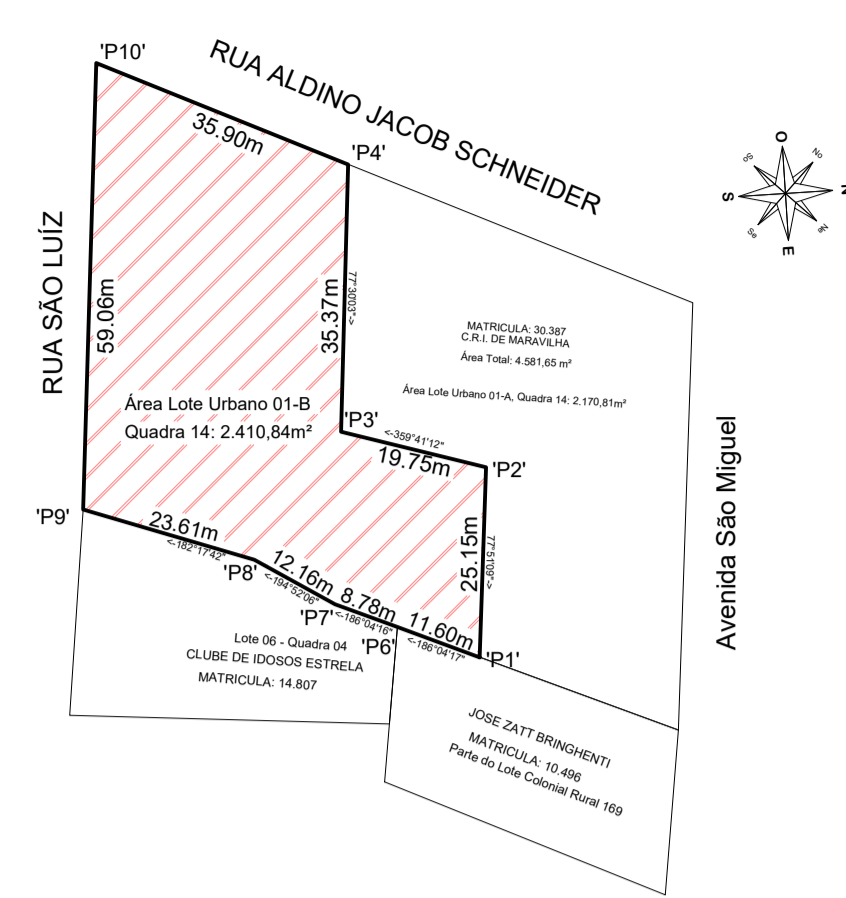 'P10'
RUA ALDINO JACOB SCHNEIDER
35.90m
'P4'
O
No
N
Ne
E
Se
S
So
RUA SÃO LUÍZ
59.06m
35.37m
77°30'03"->
MATRICULA: 30.387
C.R.I. DE MARAVILHA
Área Total: 4.581,65 m²
Área Lote Urbano 01-A, Quadra 14: 2.170,81m²
Área Lote Urbano 01-B
Quadra 14: 2.410,84m²
'P3'
<-359°41'12"
19.75m
'P2'
Avenida São Miguel
'P9'
23.61m
<-182°17'42"
'P8'
12.16m
<-194°52'06"
'P7'
8.78m
<-186°04'16"
'P6'
11.60m
<-186°04'17"
25.15m
77°51'09"->
'P1'
Lote 06 - Quadra 04
CLUBE DE IDOSOS ESTRELA
MATRICULA: 14.807
JOSE ZATT BRINGHENTI
MATRICULA: 10.496
Parte do Lote Colonial Rural 169